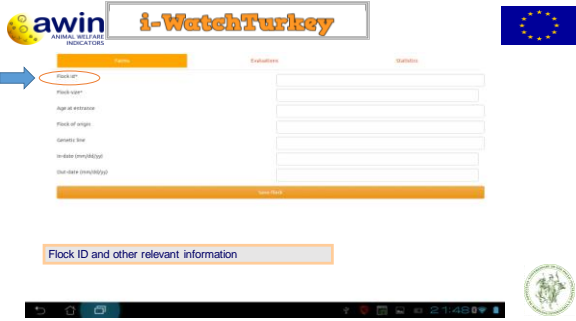 awin
ANIMAL WELFARE
INDICATORS
i-WatchTurkey
Evaluations
Statistics
Flock id*
Flock size*
Age at entrance
Flock of origin
Genetic line
In-date (mm/dd/yy)
Out-date (mm/dd/yy)
Save flock
Flock ID and other relevant information
21:48